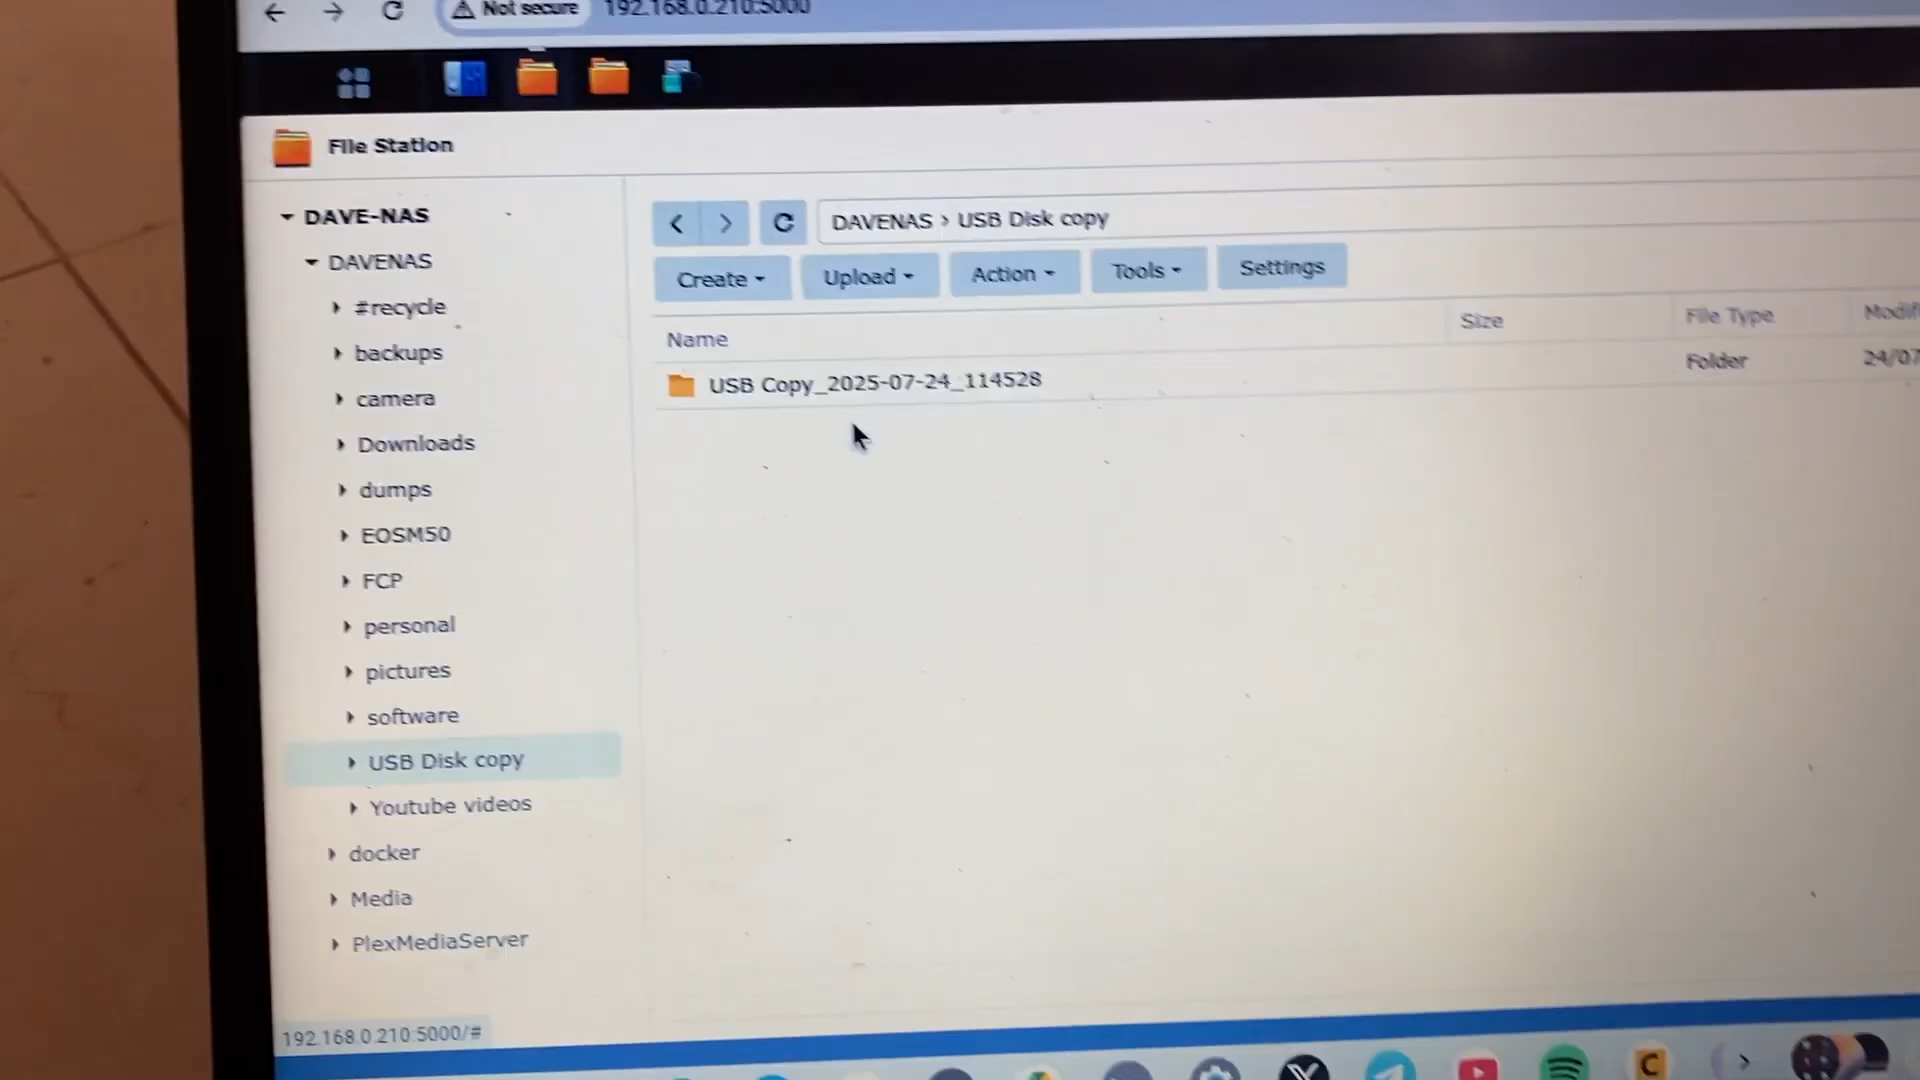 Not secure 192.168.0.210:5000
File Station
DAVE-NAS
DAVENAS
#recycle
backups
camera
Downloads
dumps
EOSM50
FCP
personal
pictures
software
USB Disk copy
Youtube videos
docker
Media
PlexMediaServer
192.168.0.210:5000/#
DAVENAS › USB Disk copy
Create Upload Action Tools Settings
Name Size File Type
USB Copy_2025-07-24_114528 Folder 24/07
C